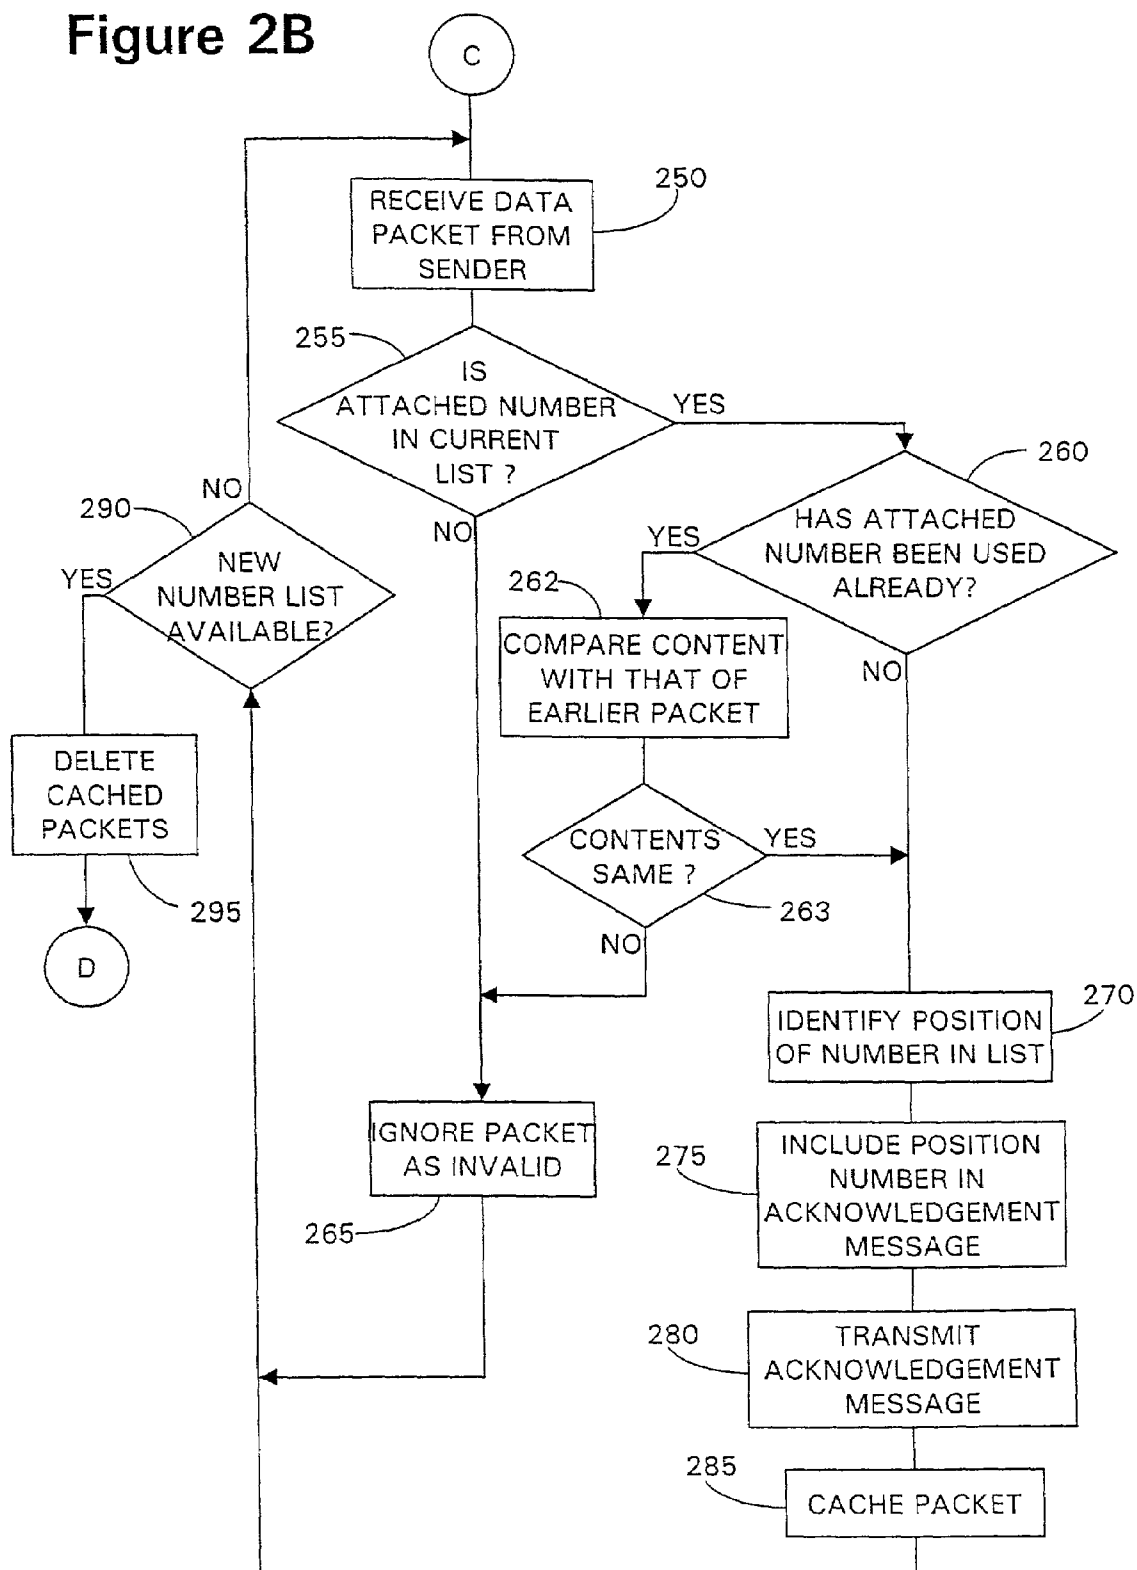 Figure 2B
C
250
RECEIVE DATA
PACKET FROM
SENDER
255
IS
ATTACHED NUMBER
IN CURRENT
LIST ?
YES
NO
260
HAS ATTACHED
NUMBER BEEN USED
ALREADY?
YES
NO
290
NO
NEW
NUMBER LIST
AVAILABLE?
YES
262
COMPARE CONTENT
WITH THAT OF
EARLIER PACKET
DELETE
CACHED
PACKETS
295
D
CONTENTS
SAME ?
YES
263
NO
270
IDENTIFY POSITION
OF NUMBER IN LIST
IGNORE PACKET
AS INVALID
265
275
INCLUDE POSITION
NUMBER IN
ACKNOWLEDGEMENT
MESSAGE
280
TRANSMIT
ACKNOWLEDGEMENT
MESSAGE
285
CACHE PACKET